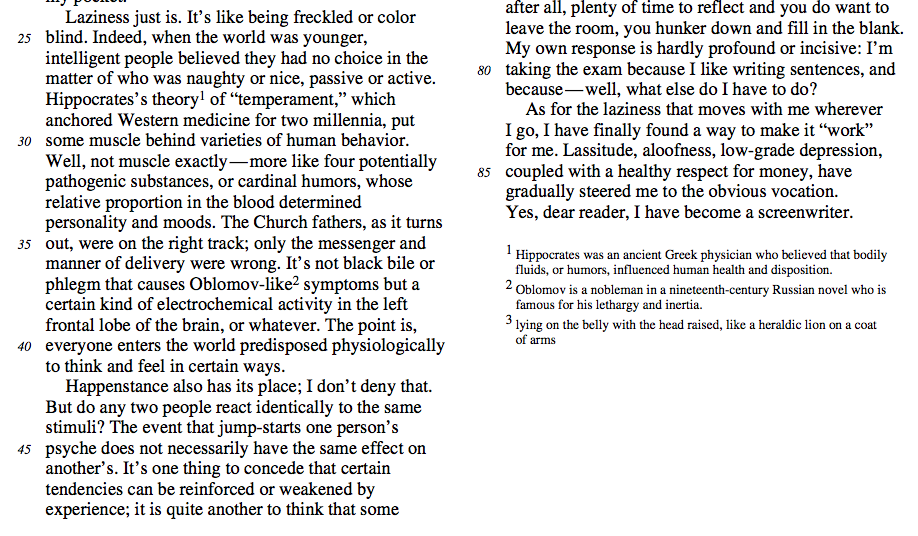 my pocket.
Laziness just is. It’s like being freckled or color
25 blind. Indeed, when the world was younger,
intelligent people believed they had no choice in the
matter of who was naughty or nice, passive or active.
Hippocrates’s theory¹ of “temperament,” which
anchored Western medicine for two millennia, put
30 some muscle behind varieties of human behavior.
Well, not muscle exactly—more like four potentially
pathogenic substances, or cardinal humors, whose
relative proportion in the blood determined
personality and moods. The Church fathers, as it turns
35 out, were on the right track; only the messenger and
manner of delivery were wrong. It’s not black bile or
phlegm that causes Oblomov-like² symptoms but a
certain kind of electrochemical activity in the left
frontal lobe of the brain, or whatever. The point is,
40 everyone enters the world predisposed physiologically
to think and feel in certain ways.
Happenstance also has its place; I don’t deny that.
But do any two people react identically to the same
stimuli? The event that jump-starts one person’s
45 psyche does not necessarily have the same effect on
another’s. It’s one thing to concede that certain
tendencies can be reinforced or weakened by
experience; it is quite another to think that some
after all, plenty of time to reflect and you do want to
leave the room, you hunker down and fill in the blank.
My own response is hardly profound or incisive: I’m
80 taking the exam because I like writing sentences, and
because—well, what else do I have to do?
As for the laziness that moves with me wherever
I go, I have finally found a way to make it “work”
for me. Lassitude, aloofness, low-grade depression,
85 coupled with a healthy respect for money, have
gradually steered me to the obvious vocation.
Yes, dear reader, I have become a screenwriter.
¹ Hippocrates was an ancient Greek physician who believed that bodily
fluids, or humors, influenced human health and disposition.
² Oblomov is a nobleman in a nineteenth-century Russian novel who is
famous for his lethargy and inertia.
³ lying on the belly with the head raised, like a heraldic lion on a coat
of arms